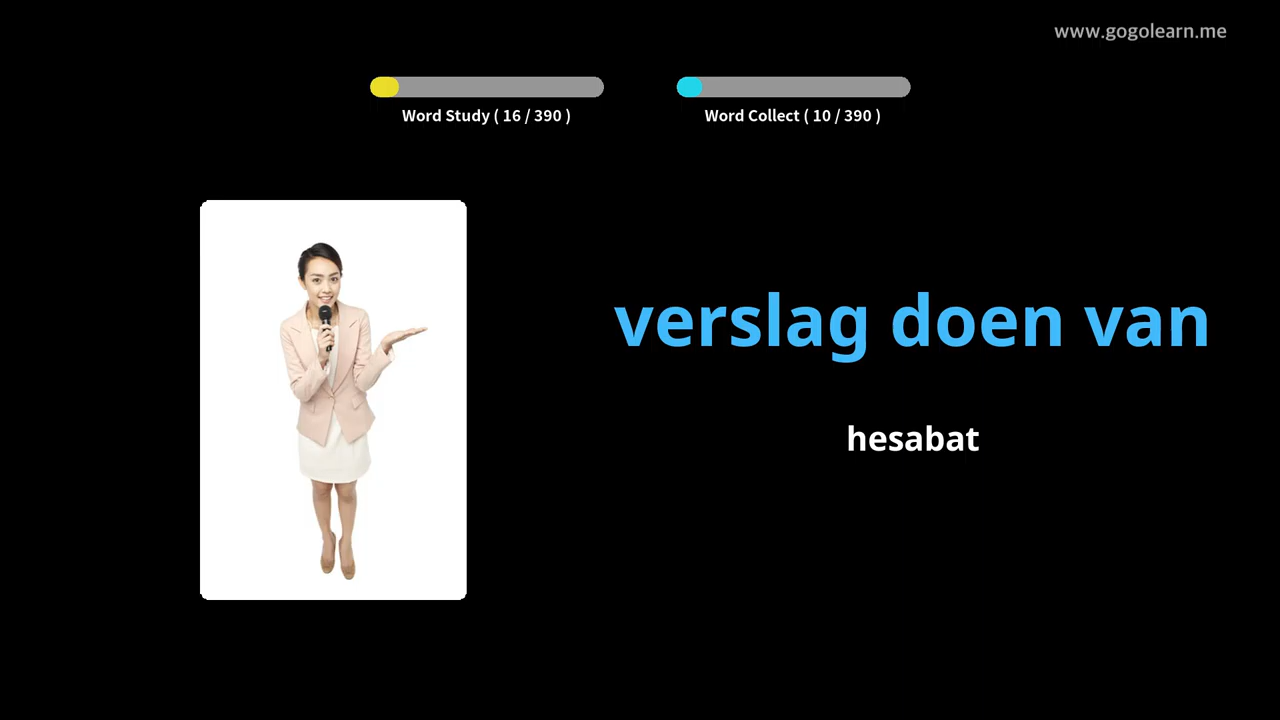 www.gogolearn.me
Word Study ( 16 / 390 )
Word Collect ( 10 / 390 )
verslag doen van
hesabat